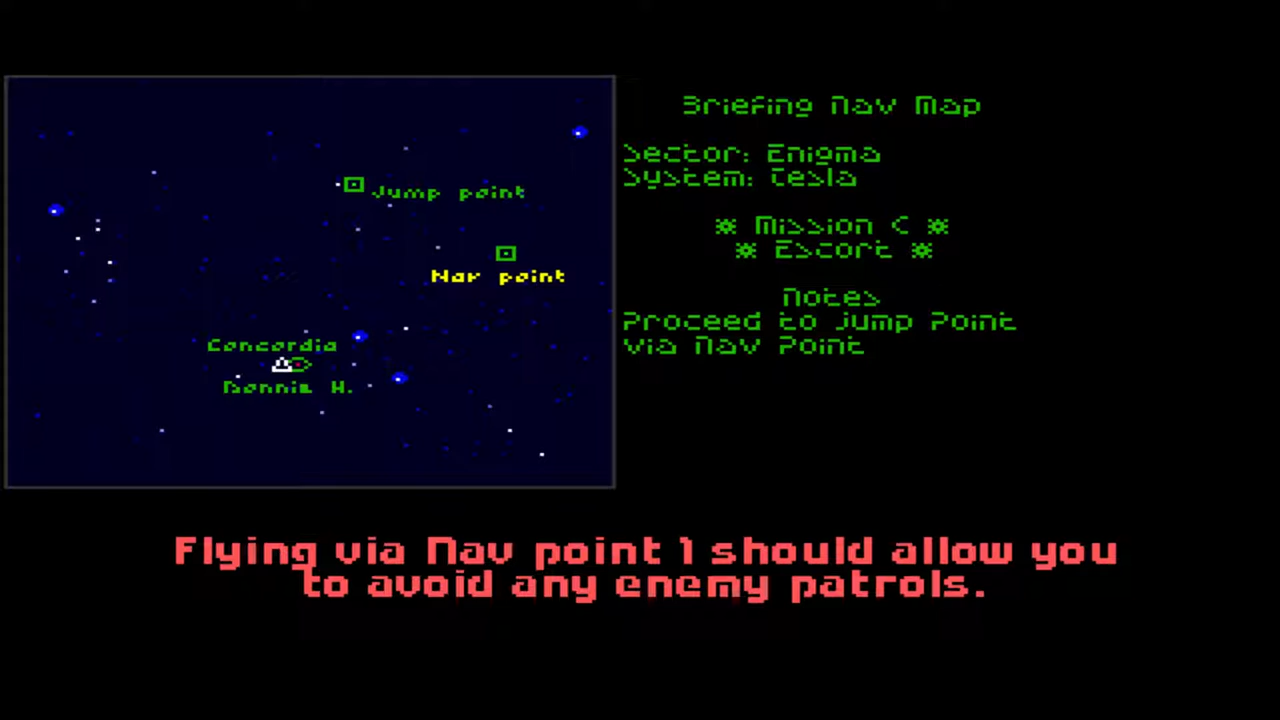 Briefing Nav Map
Sector: Enigma
System: Tesla
Mission C
Escort
Notes
Proceed to Jump Point
via Nav Point
Jump point
Nav point
Concordia
Bonnie H.
Flying via Nav point 1 should allow you
to avoid any enemy patrols.